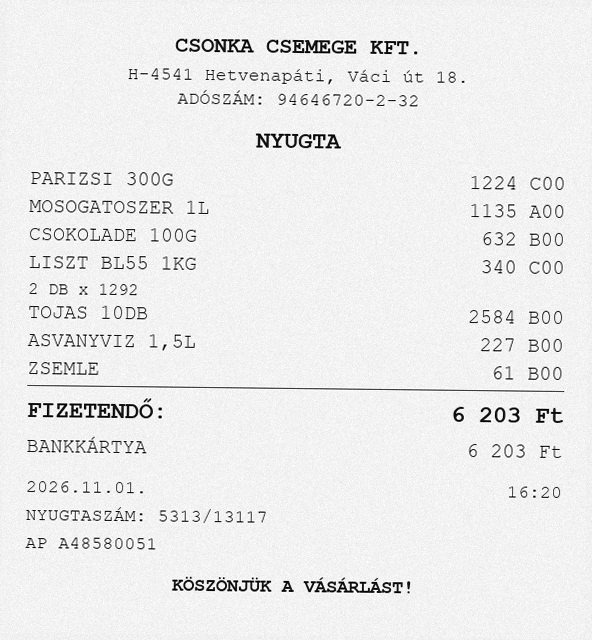 CSONKA CSEMEGE KFT.
H-4541 Hetvenapáti, Váci út 18.
ADÓSZÁM: 94646720-2-32
NYUGTA
PARIZSI 300G 1224 C00
MOSOGATOSZER 1L 1135 A00
CSOKOLADE 100G 632 B00
LISZT BL55 1KG 340 C00
2 DB x 1292
TOJAS 10DB 2584 B00
ASVANYVIZ 1,5L 227 B00
ZSEMLE 61 B00
FIZETENDŐ: 6 203 Ft
BANKKÁRTYA 6 203 Ft
2026.11.01. 16:20
NYUGTASZÁM: 5313/13117
AP A48580051
KÖSZÖNJÜK A VÁSÁRLÁST!